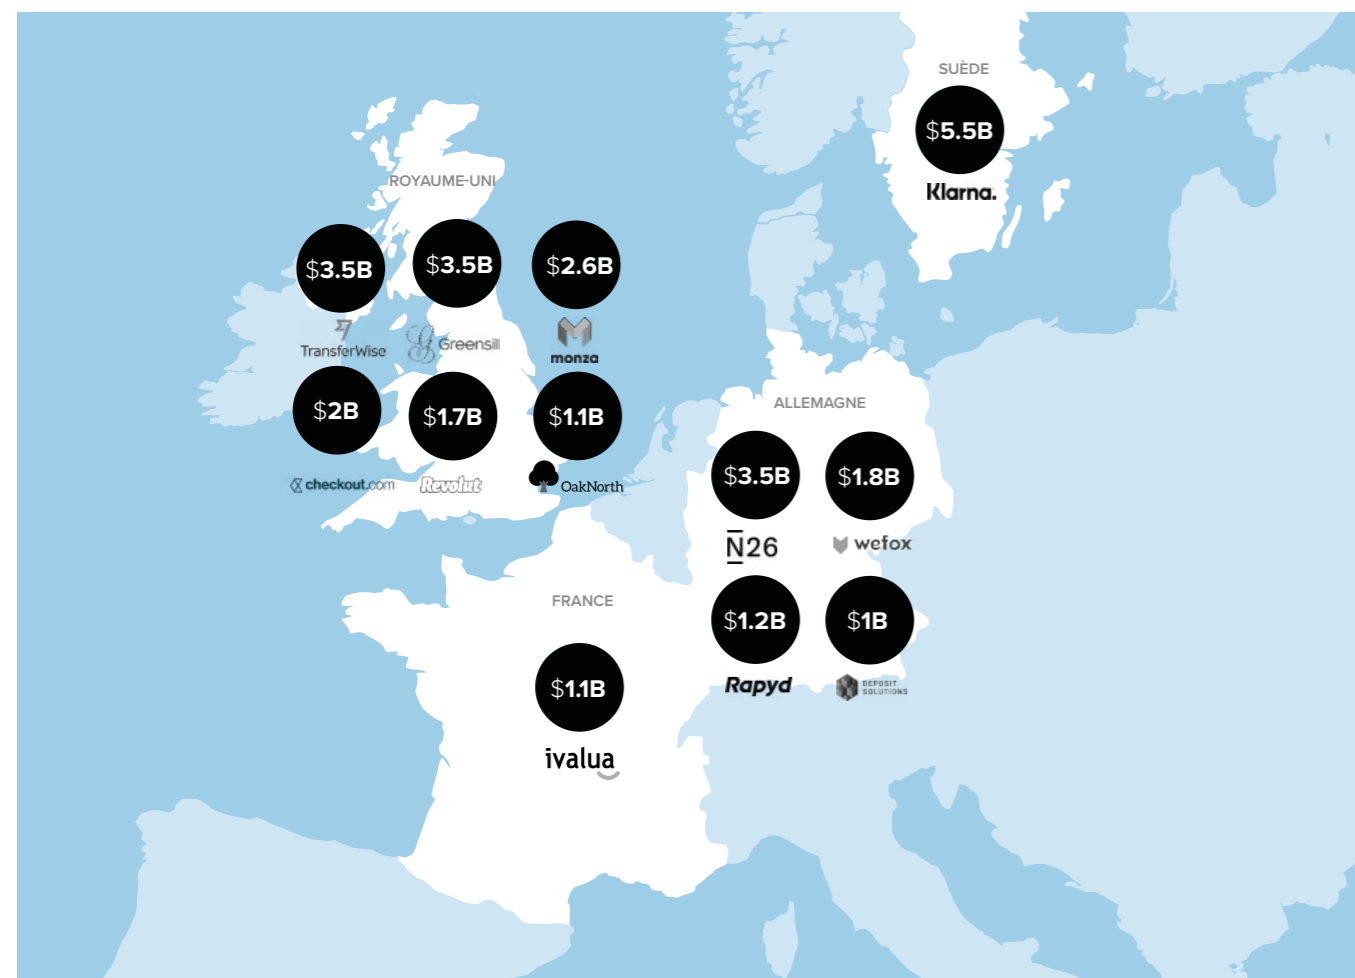 SUÈDE
$5.5B
Klarna.
ROYAUME-UNI
$3.5B
TransferWise
$3.5B
Greensill
$2.6B
monza
$2B
checkout.com
$1.7B
Revolut
$1.1B
OakNorth
ALLEMAGNE
$3.5B
N26
$1.8B
wefox
$1.2B
Rapyd
$1B
DEPOSIT
SOLUTIONS
FRANCE
$1.1B
ivalua